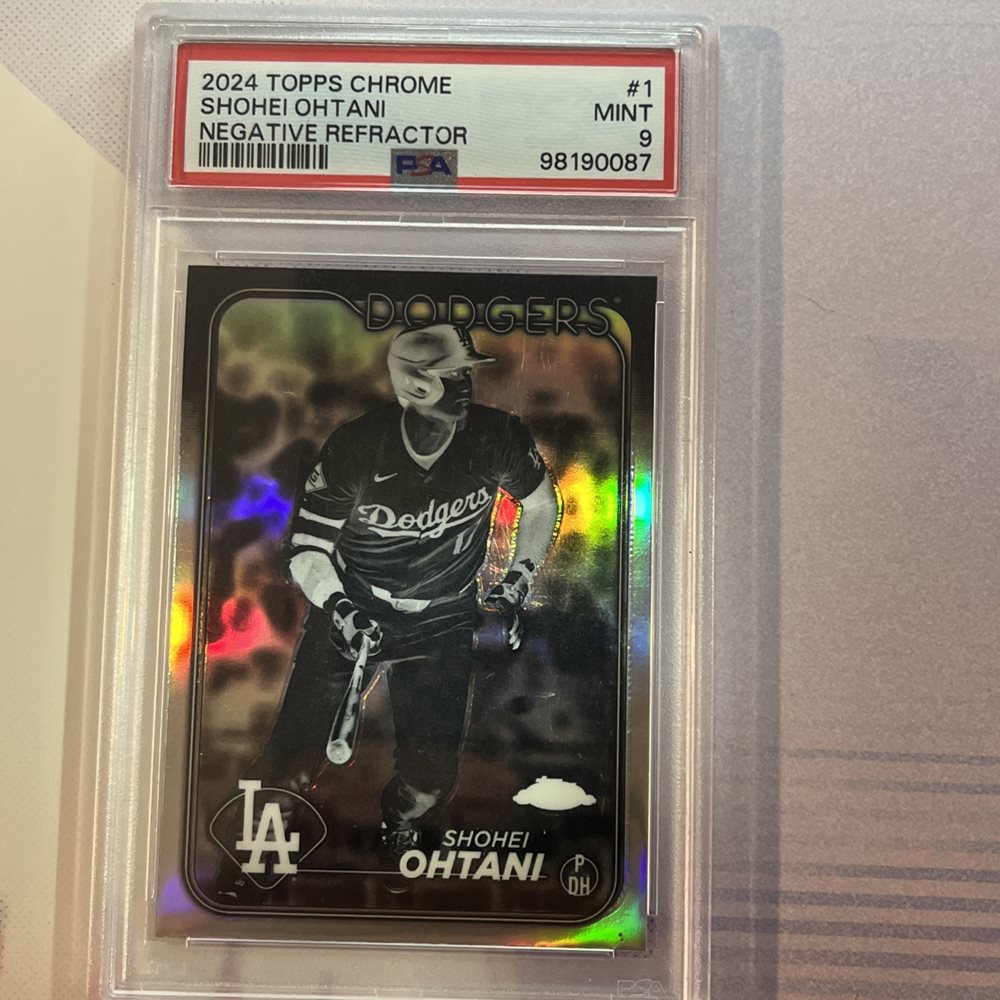 2024 TOPPS CHROME #1
SHOHEI OHTANI MINT
NEGATIVE REFRACTOR 9
PSA 98190087
DODGERS
Dodgers
17
LA
SHOHEI
OHTANI
P
DH
PSA